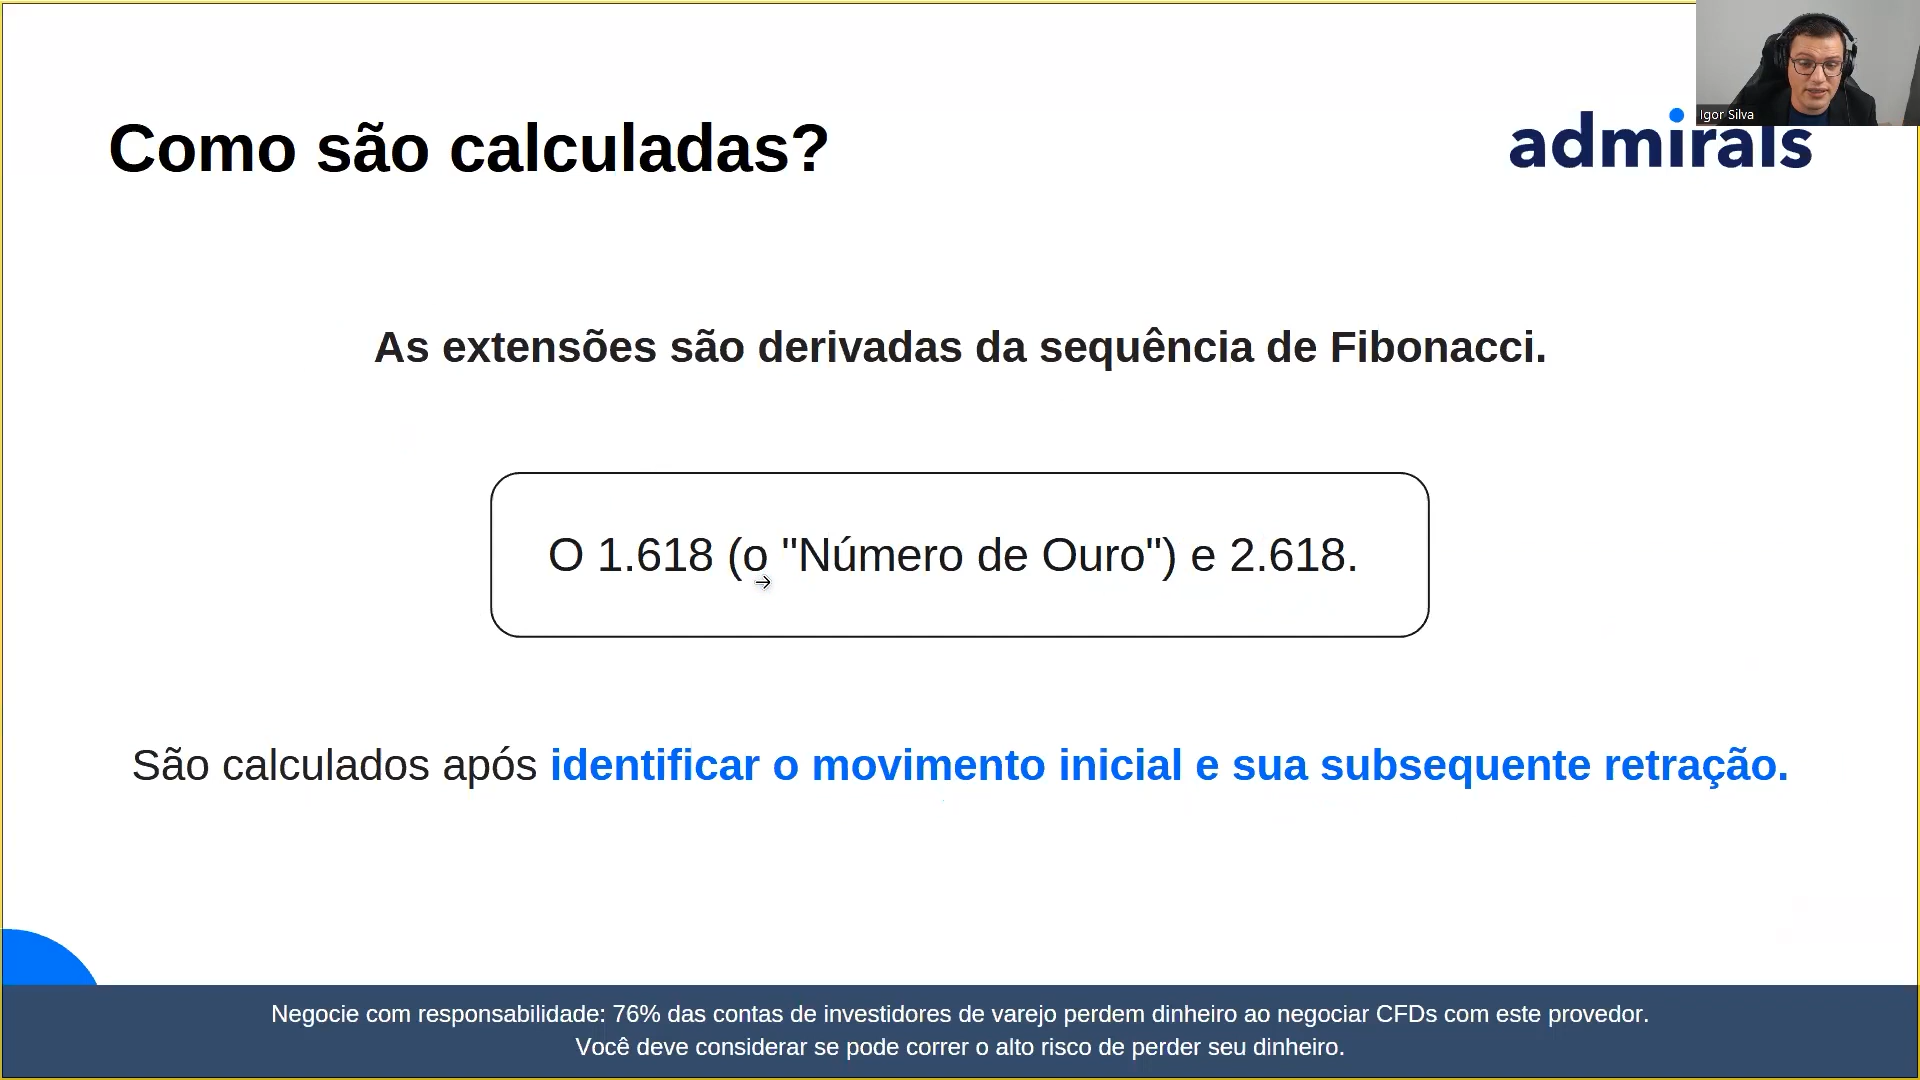 Igor Silva
Como são calculadas?
admirals
As extensões são derivadas da sequência de Fibonacci.
O 1.618 (o "Número de Ouro") e 2.618.
São calculados após identificar o movimento inicial e sua subsequente retração.
Negocie com responsabilidade: 76% das contas de investidores de varejo perdem dinheiro ao negociar CFDs com este provedor.
Você deve considerar se pode correr o alto risco de perder seu dinheiro.